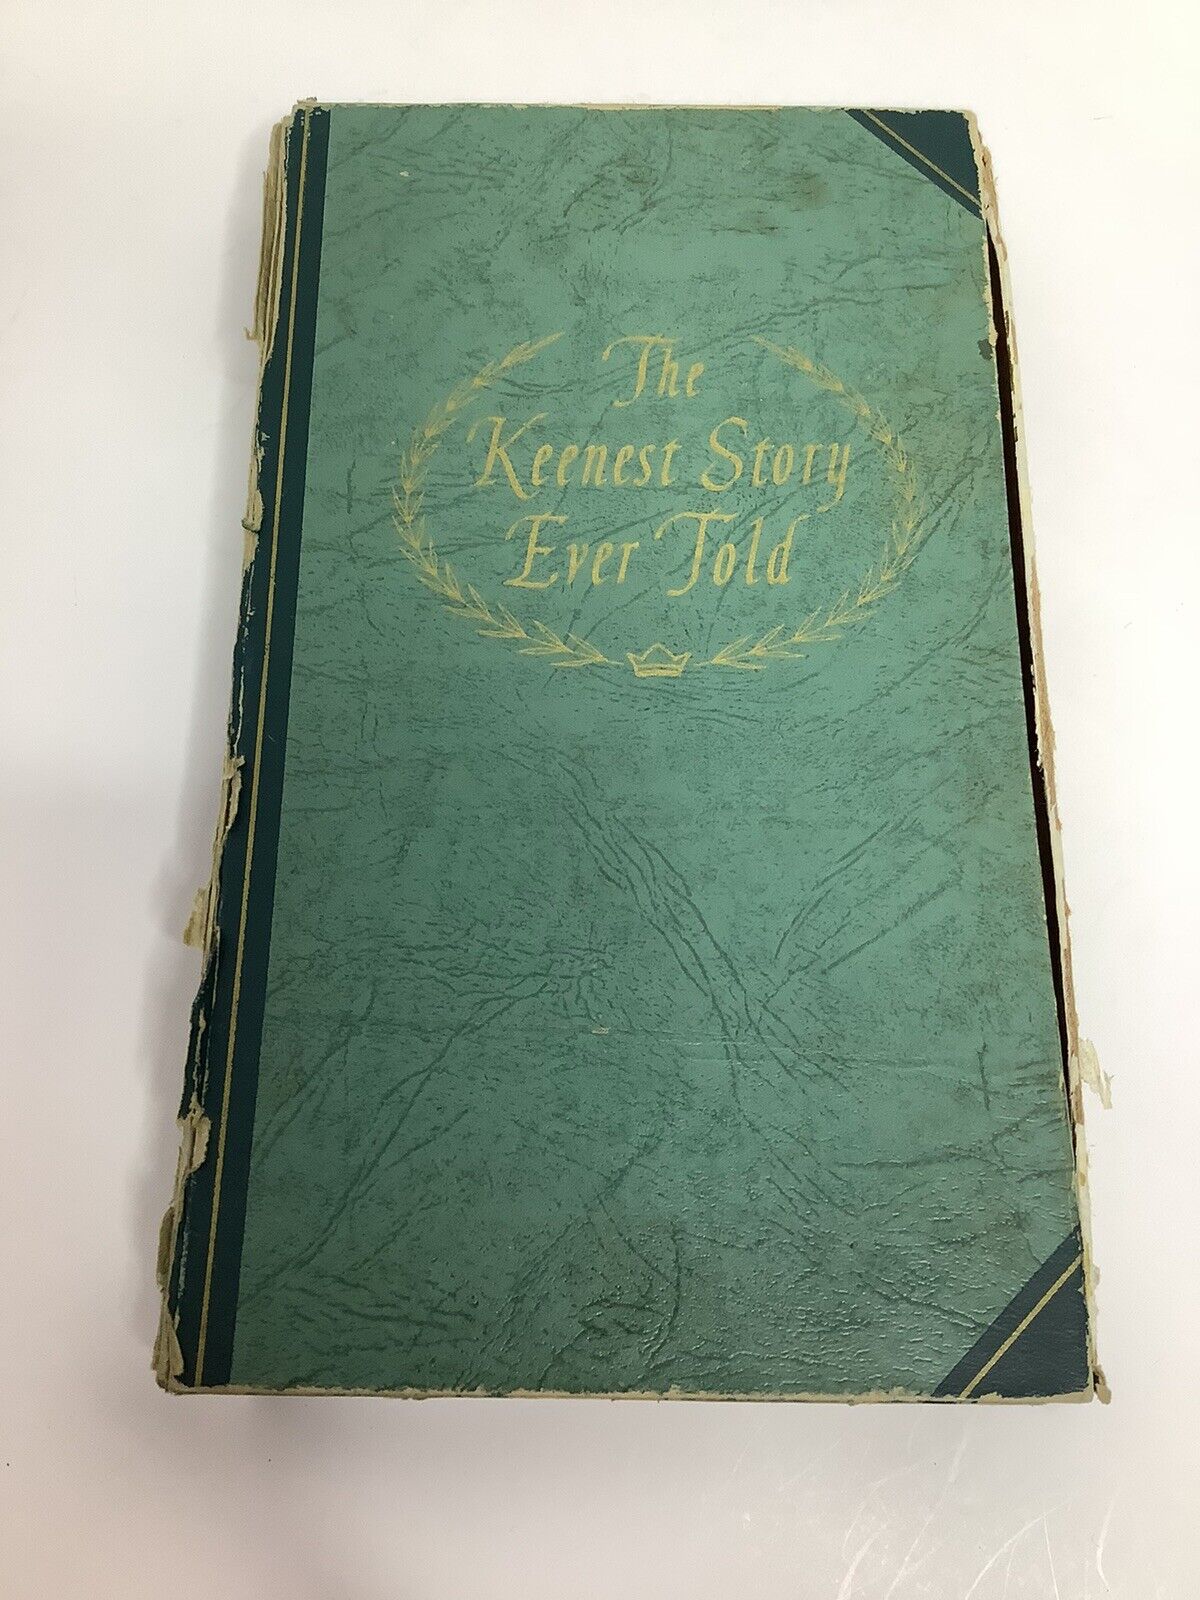 The
Keenest Story
Ever Told